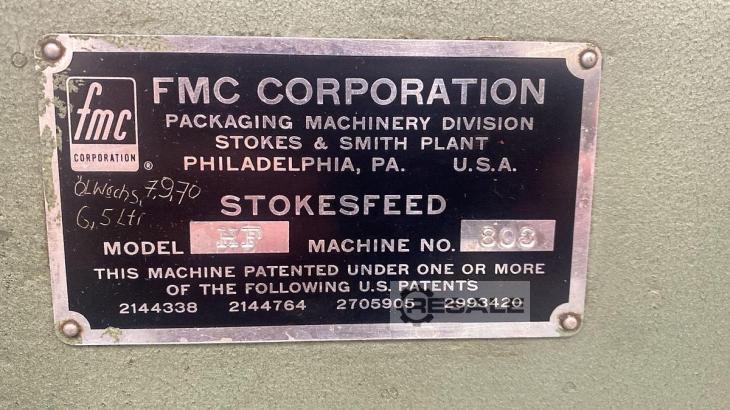 fmc
CORPORATION
®
FMC CORPORATION
PACKAGING MACHINERY DIVISION
STOKES & SMITH PLANT
PHILADELPHIA, PA. U.S.A.
Ölwechs. 7.9.70
6,5 Ltr
STOKESFEED
MODEL HF MACHINE NO. 803
THIS MACHINE PATENTED UNDER ONE OR MORE
OF THE FOLLOWING U.S. PATENTS
2144338 2144764 2705905 2993420
RESALE